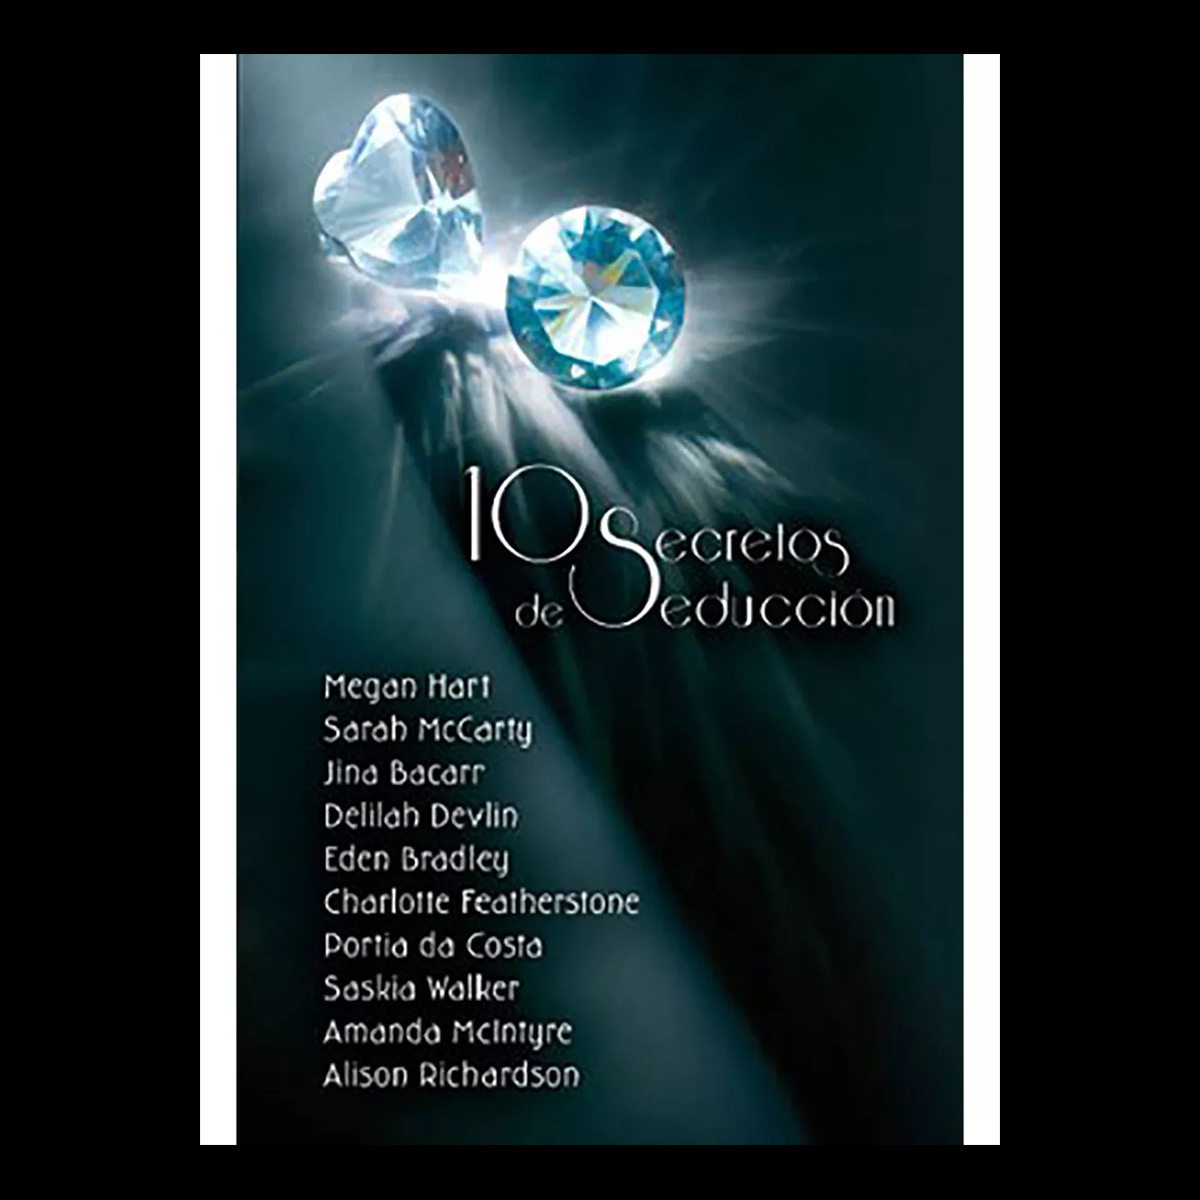 10 Secretos
de Seducción
Megan Hart
Sarah McCarty
Jina Bacarr
Delilah Devlin
Eden Bradley
Charlotte Featherstone
Portia da Costa
Saskia Walker
Amanda McIntyre
Alison Richardson